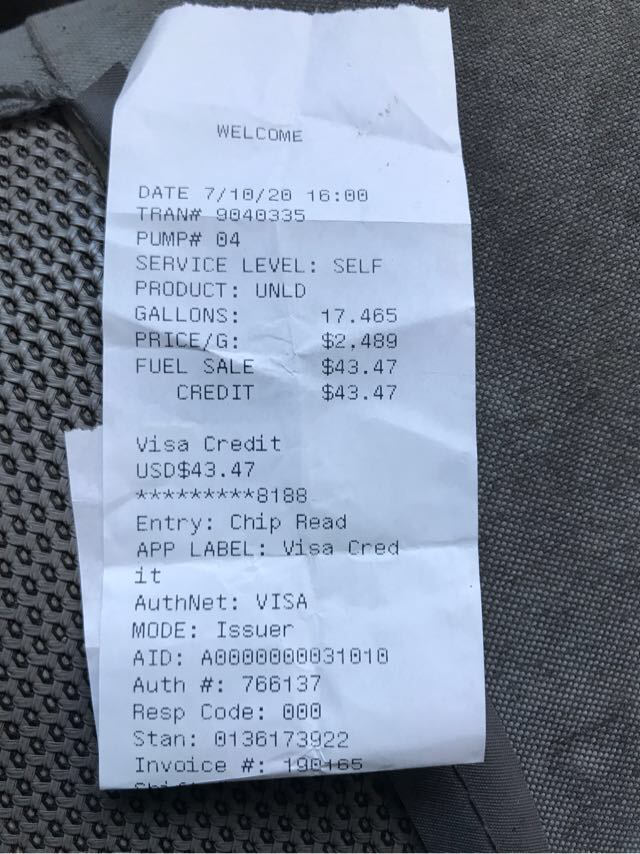 WELCOME
DATE 7/10/20 16:00
TRAN# 9040335
PUMP# 04
SERVICE LEVEL: SELF
PRODUCT: UNLD
GALLONS: 17.465
PRICE/G: $2,489
FUEL SALE $43.47
CREDIT $43.47
Visa Credit
USD$43.47
*********8188
Entry: Chip Read
APP LABEL: Visa Cred
it
AuthNet: VISA
MODE: Issuer
AID: A0000000031010
Auth #: 766137
Resp Code: 000
Stan: 0136173922
Invoice #: 190165